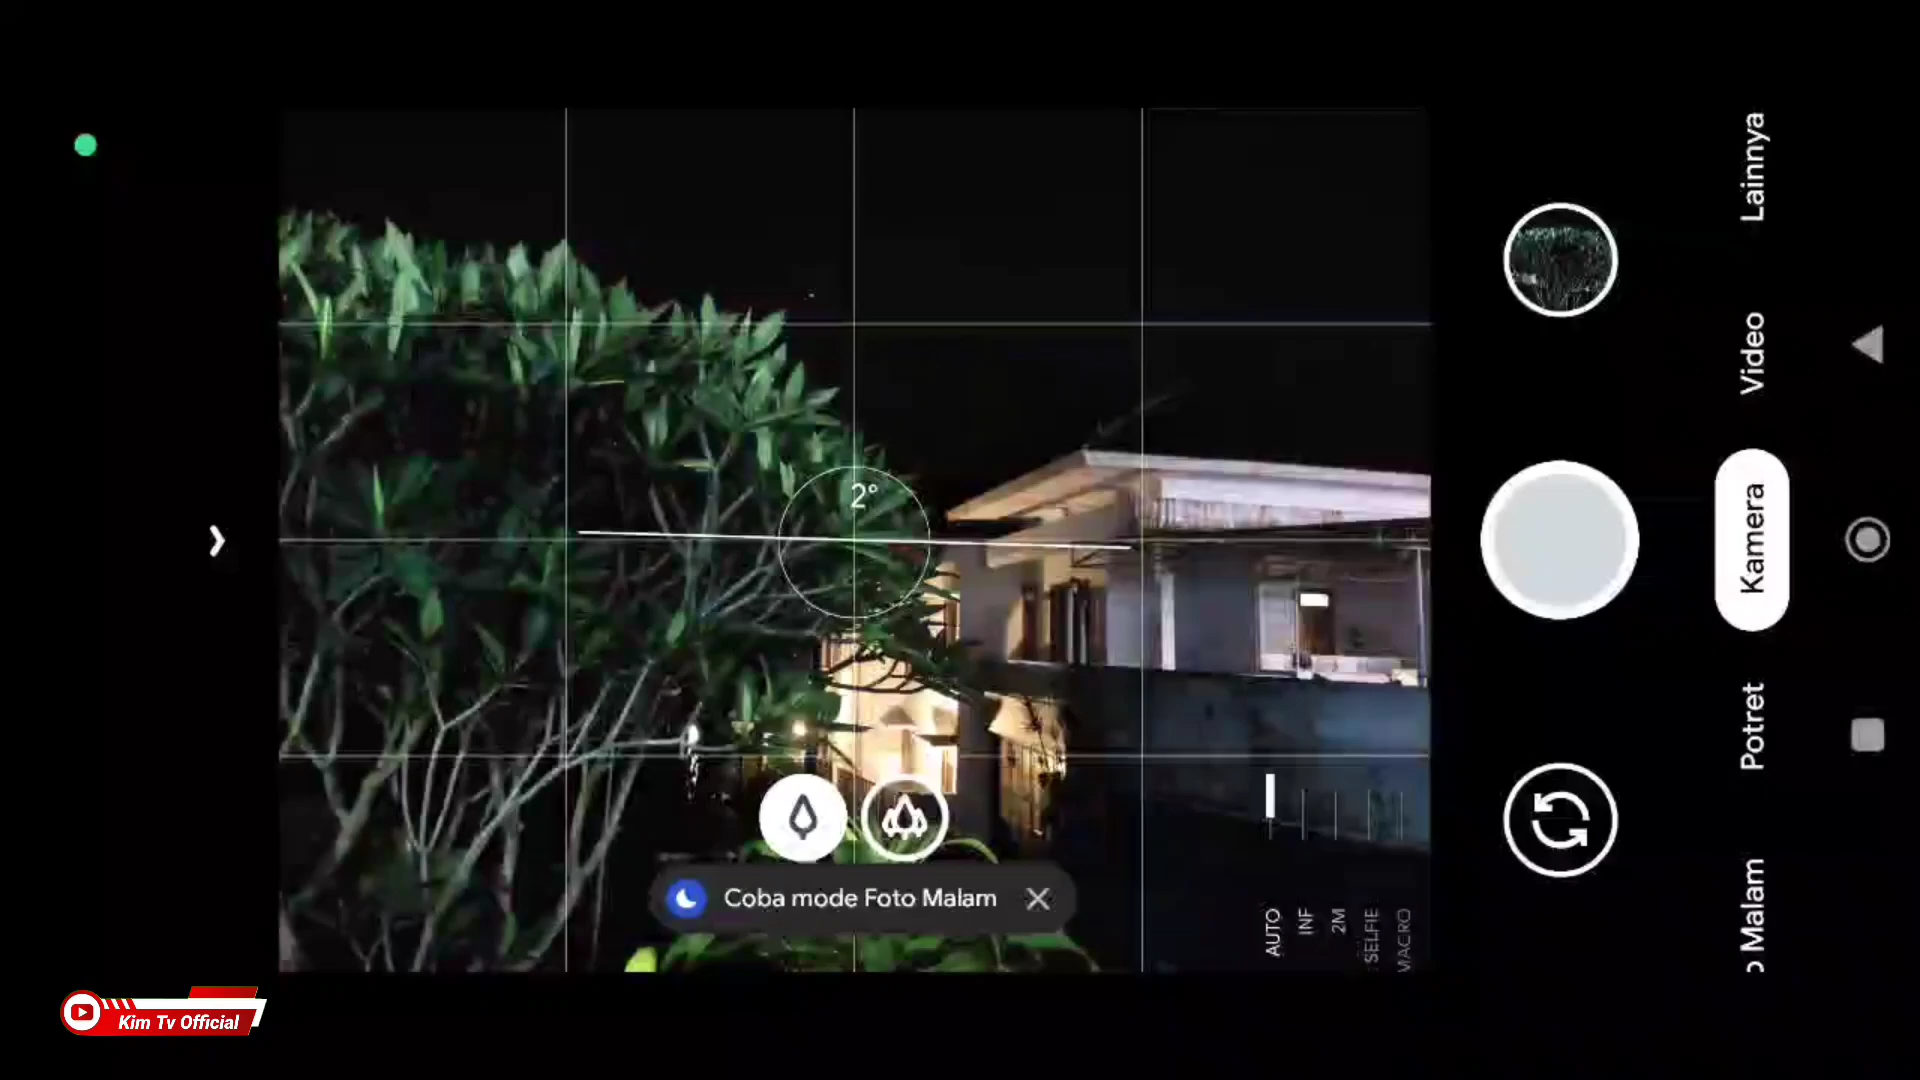 Lainnya
Video
Kamera
Potret
o Malam
2°
Coba mode Foto Malam
AUTO
INF
2M
SELFIE
MACRO
Kim Tv Official